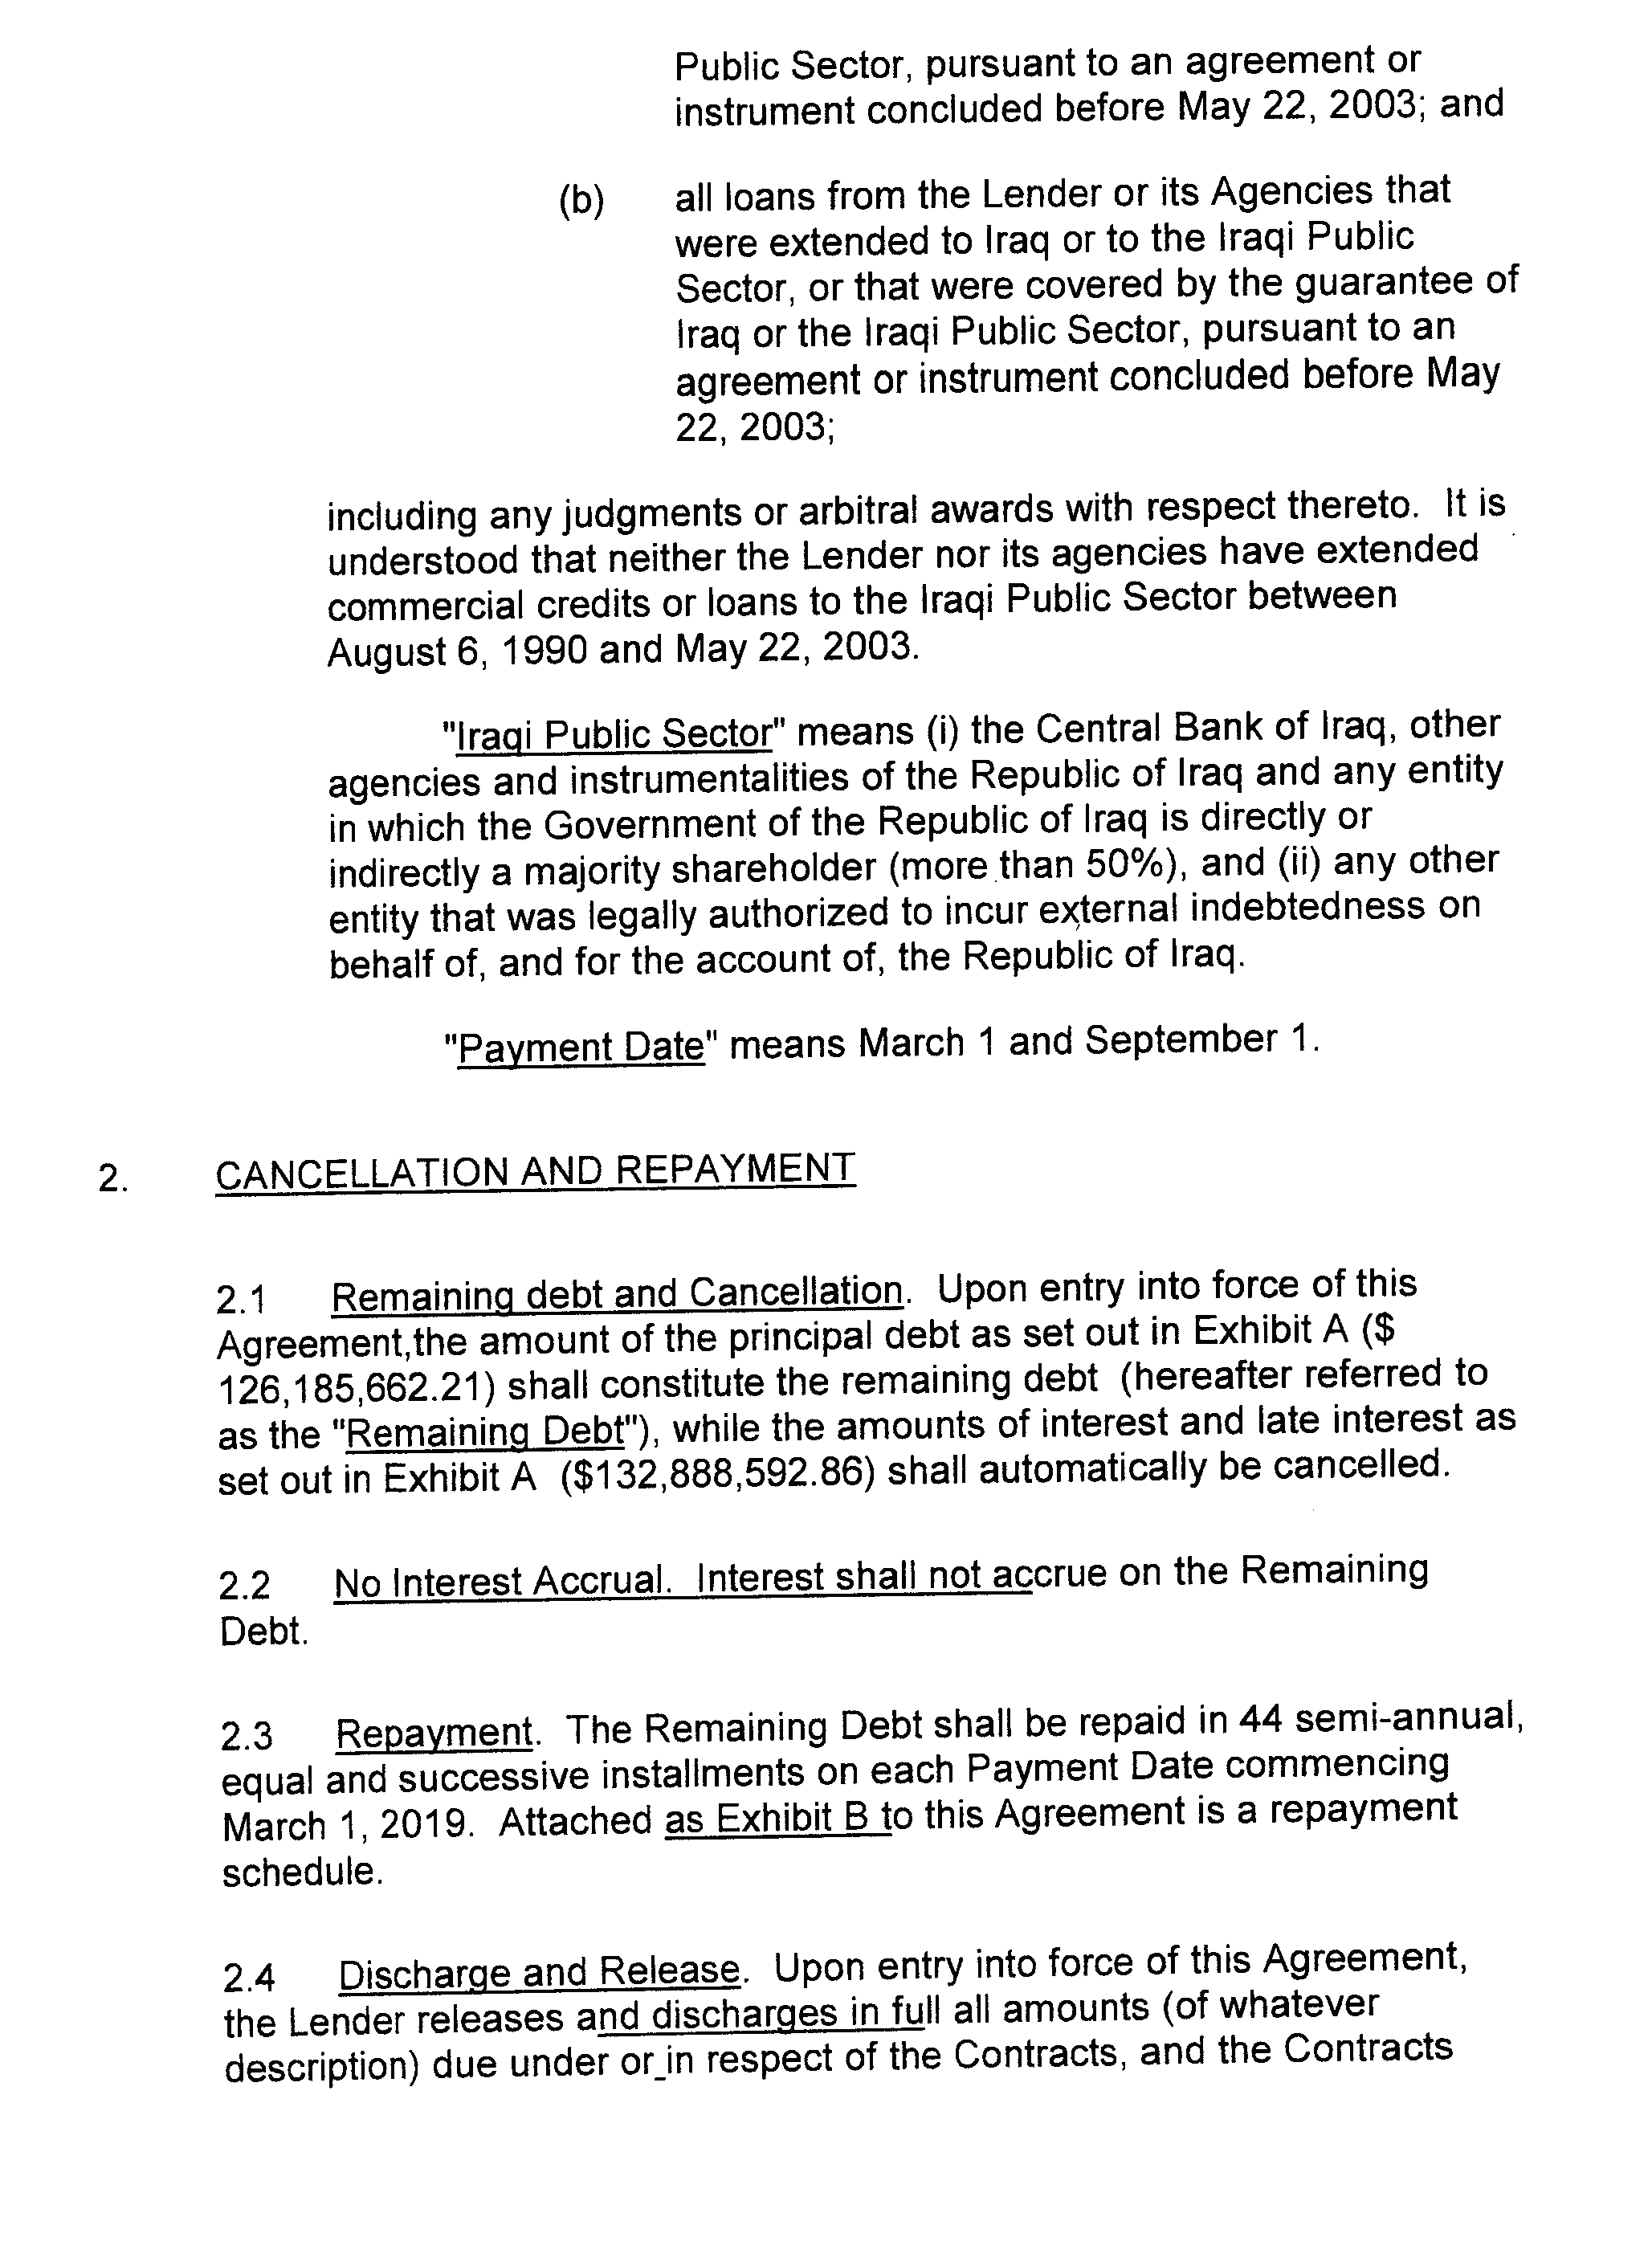 Public Sector, pursuant to an agreement or
instrument concluded before May 22, 2003; and
(b) all loans from the Lender or its Agencies that
were extended to Iraq or to the Iraqi Public
Sector, or that were covered by the guarantee of
Iraq or the Iraqi Public Sector, pursuant to an
agreement or instrument concluded before May
22, 2003;
including any judgments or arbitral awards with respect thereto. It is
understood that neither the Lender nor its agencies have extended
commercial credits or loans to the Iraqi Public Sector between
August 6, 1990 and May 22, 2003.
"Iraqi Public Sector" means (i) the Central Bank of Iraq, other
agencies and instrumentalities of the Republic of Iraq and any entity
in which the Government of the Republic of Iraq is directly or
indirectly a majority shareholder (more than 50%), and (ii) any other
entity that was legally authorized to incur external indebtedness on
behalf of, and for the account of, the Republic of Iraq.
"Payment Date" means March 1 and September 1.
2. CANCELLATION AND REPAYMENT
2.1 Remaining debt and Cancellation. Upon entry into force of this
Agreement,the amount of the principal debt as set out in Exhibit A ($
126,185,662.21) shall constitute the remaining debt (hereafter referred to
as the "Remaining Debt"), while the amounts of interest and late interest as
set out in Exhibit A ($132,888,592.86) shall automatically be cancelled.
2.2 No Interest Accrual. Interest shall not accrue on the Remaining
Debt.
2.3 Repayment. The Remaining Debt shall be repaid in 44 semi-annual,
equal and successive installments on each Payment Date commencing
March 1, 2019. Attached as Exhibit B to this Agreement is a repayment
schedule.
2.4 Discharge and Release. Upon entry into force of this Agreement,
the Lender releases and discharges in full all amounts (of whatever
description) due under or in respect of the Contracts, and the Contracts